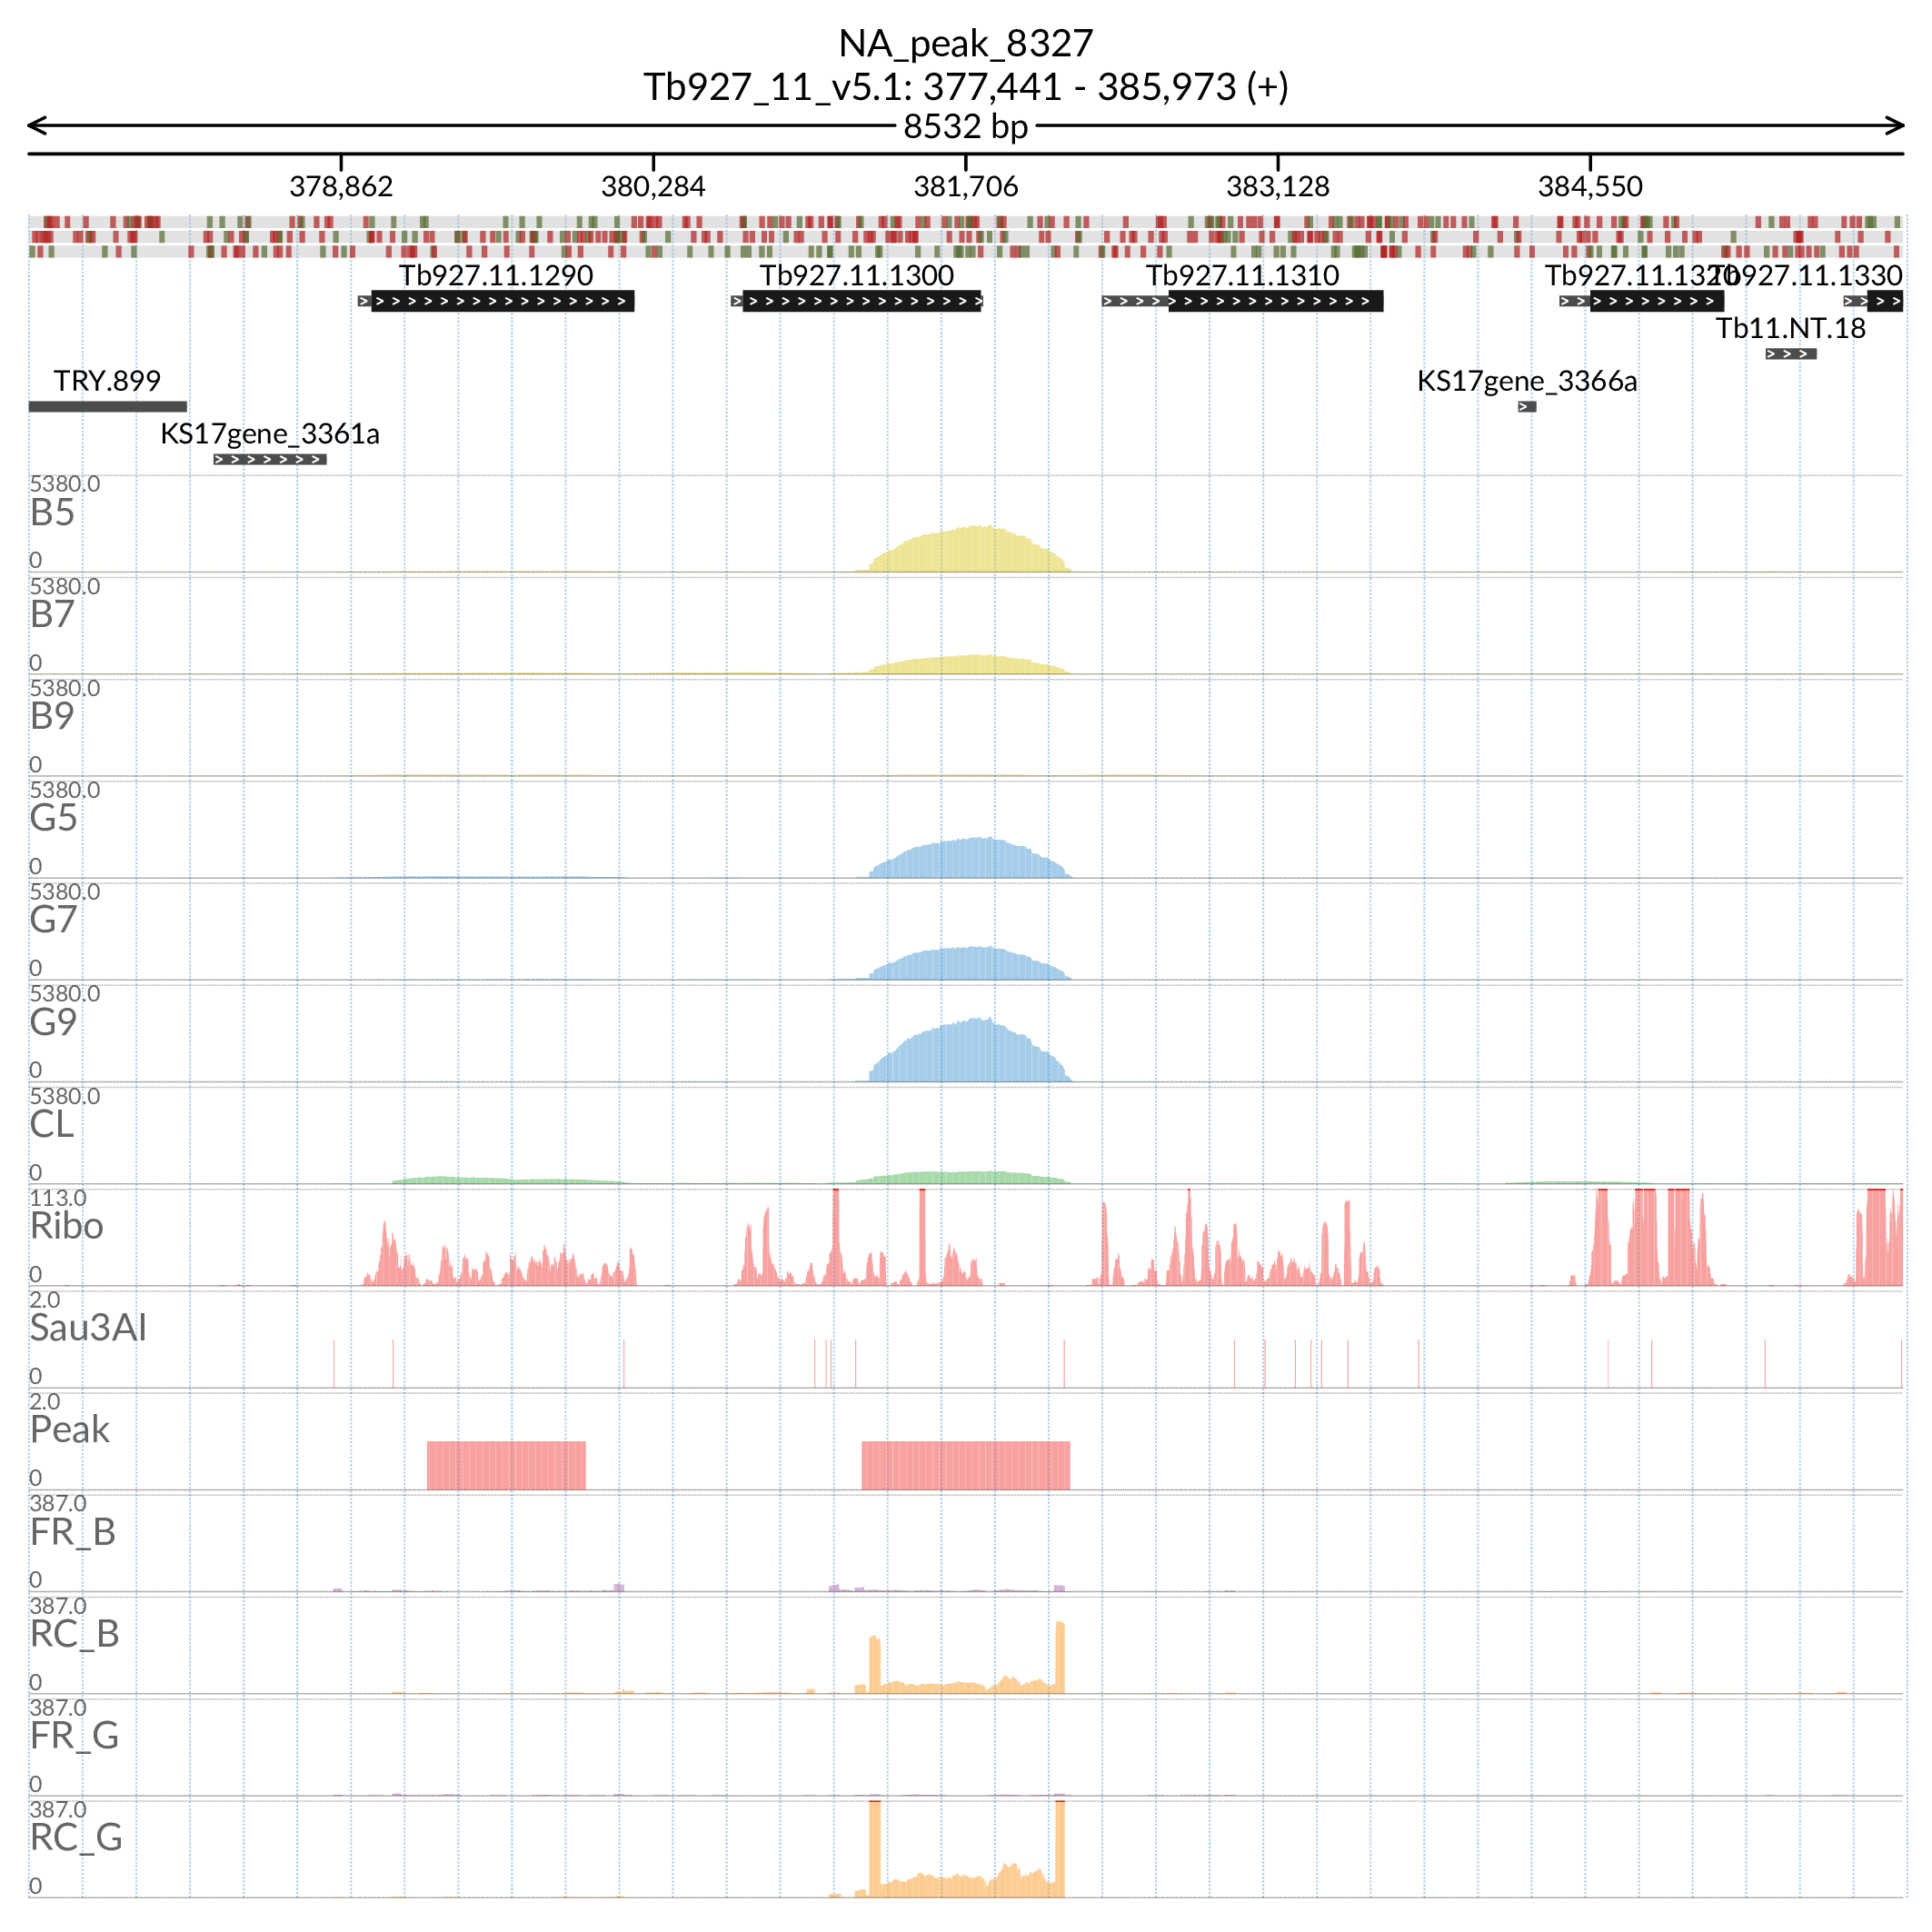 NA_peak_8327
Tb927_11_v5.1: 377,441 - 385,973 (+)
8532 bp
378,862 380,284 381,706 383,128 384,550
Tb927.11.1290 Tb927.11.1300 Tb927.11.1310 Tb927.11.1320 Tb927.11.1330
Tb11.NT.18
TRY.899 KS17gene_3366a
KS17gene_3361a
5380.0
B5
0
5380.0
B7
0
5380.0
B9
0
5380.0
G5
0
5380.0
G7
0
5380.0
G9
0
5380.0
CL
0
113.0
Ribo
0
2.0
Sau3AI
0
2.0
Peak
0
387.0
FR_B
0
387.0
RC_B
0
387.0
FR_G
0
387.0
RC_G
0